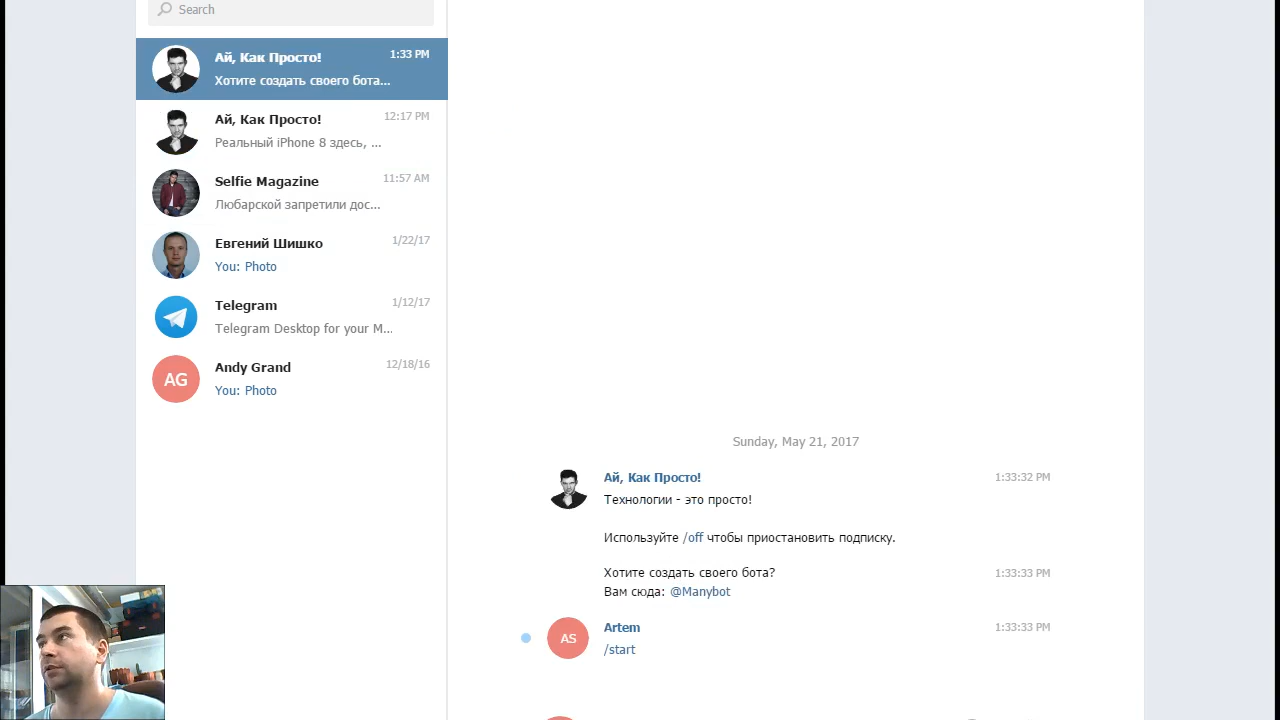 Search
Ай, Как Просто!
1:33 PM
Хотите создать своего бота...
Ай, Как Просто!
12:17 PM
Реальный iPhone 8 здесь, ...
Selfie Magazine
11:57 AM
Любарской запретили дос...
Евгений Шишко
1/22/17
You: Photo
Telegram
1/12/17
Telegram Desktop for your M...
AG
Andy Grand
12/18/16
You: Photo
Sunday, May 21, 2017
Ай, Как Просто!
1:33:32 PM
Технологии - это просто!
Используйте /off чтобы приостановить подписку.
Хотите создать своего бота?
1:33:33 PM
Вам сюда: @Manybot
AS
Artem
1:33:33 PM
/start